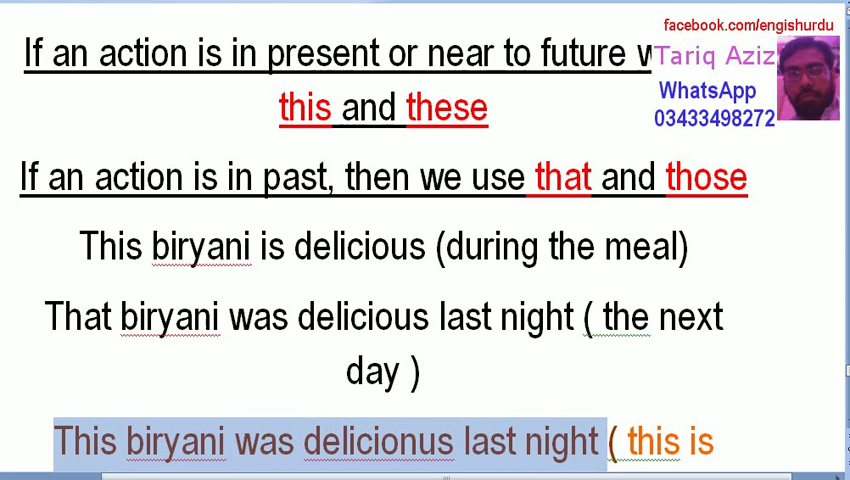 facebook.com/engishurdu
If an action is in present or near to future
Tariq Aziz
WhatsApp
03433498272
this and these
If an action is in past, then we use that and those
This biryani is delicious (during the meal)
That biryani was delicious last night ( the next
day )
This biryani was delicionus last night ( this is